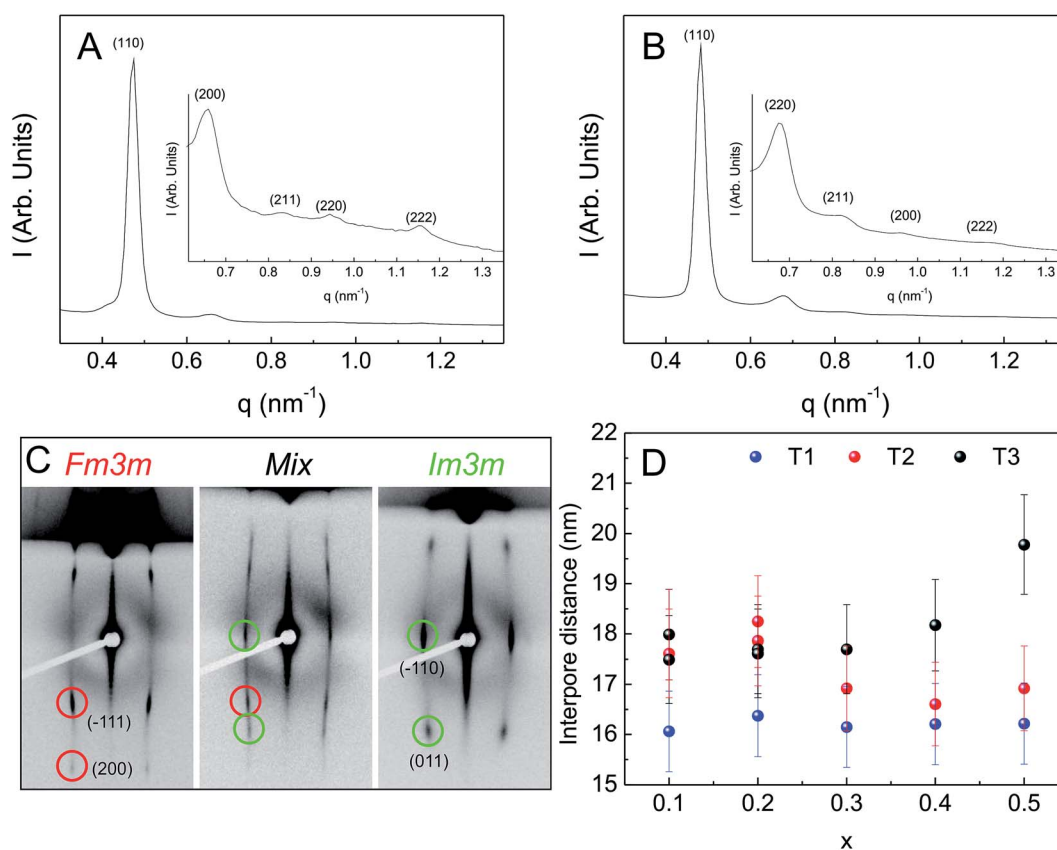 A
(110)
I (Arb. Units)
(200)
(211)
(220)
(222)
I (Arb. Units)
0.7 0.8 0.9 1.0 1.1 1.2 1.3
q (nm⁻¹)
0.4 0.6 0.8 1.0 1.2
q (nm⁻¹)
B
(110)
I (Arb. Units)
(220)
(211)
(200)
(222)
I (Arb. Units)
0.7 0.8 0.9 1.0 1.1 1.2 1.3
q (nm⁻¹)
0.4 0.6 0.8 1.0 1.2
q (nm⁻¹)
C
Fm3m
Mix
Im3m
(-111)
(200)
(-110)
(011)
D
T1 T2 T3
Interpore distance (nm)
22
21
20
19
18
17
16
15
0.1 0.2 0.3 0.4 0.5
x